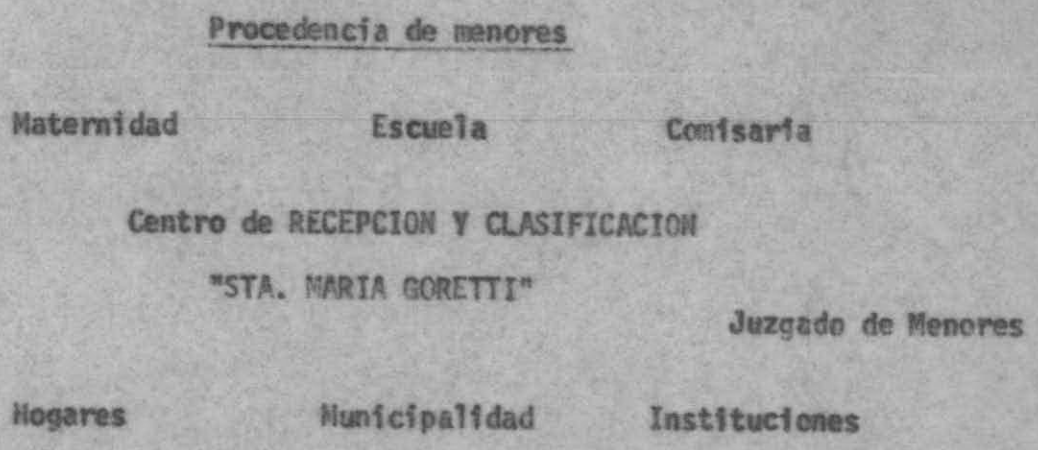 Procedencia de menores
Maternidad Escuela Comisaria
Centro de RECEPCION Y CLASIFICACION
"STA. MARIA GORETTI"
Juzgado de Menores
Hogares Municipalidad Instituciones